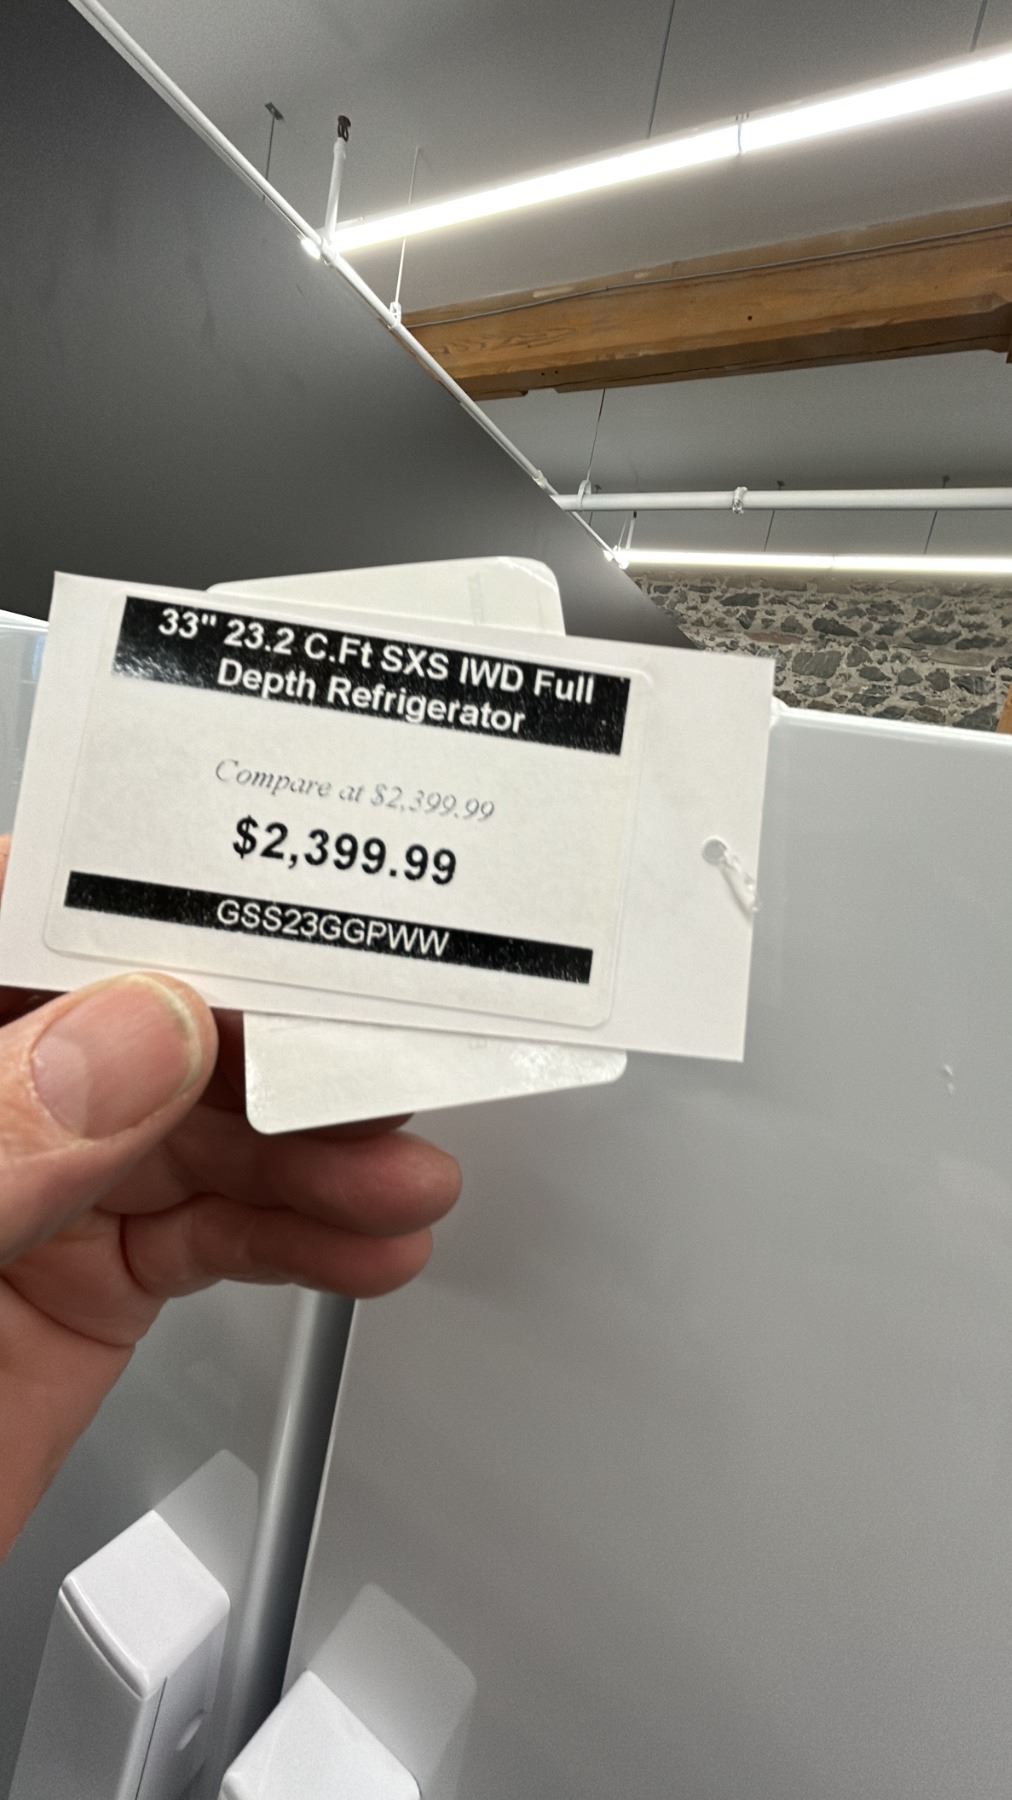 33" 23.2 C.Ft SXS IWD Full
Depth Refrigerator
Compare at $2,399.99
$2,399.99
GSS23GGPWW